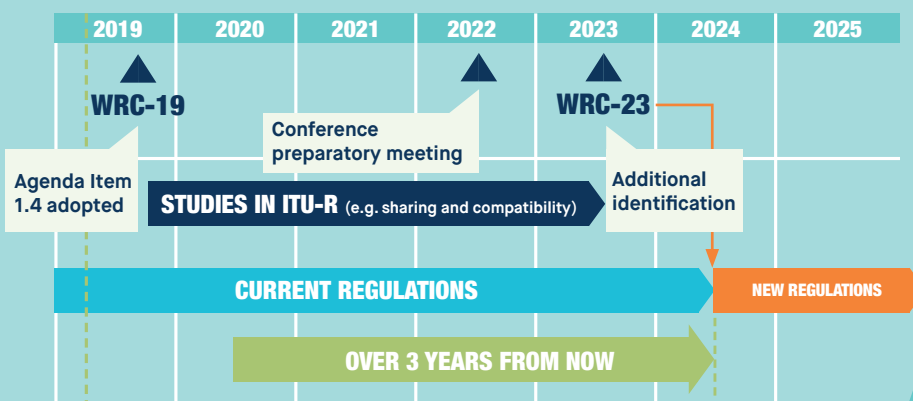 2019 2020 2021 2022 2023 2024 2025
WRC-19
WRC-23
Conference
preparatory meeting
Agenda Item
1.4 adopted
STUDIES IN ITU-R (e.g. sharing and compatibility)
Additional
identification
CURRENT REGULATIONS
NEW REGULATIONS
OVER 3 YEARS FROM NOW